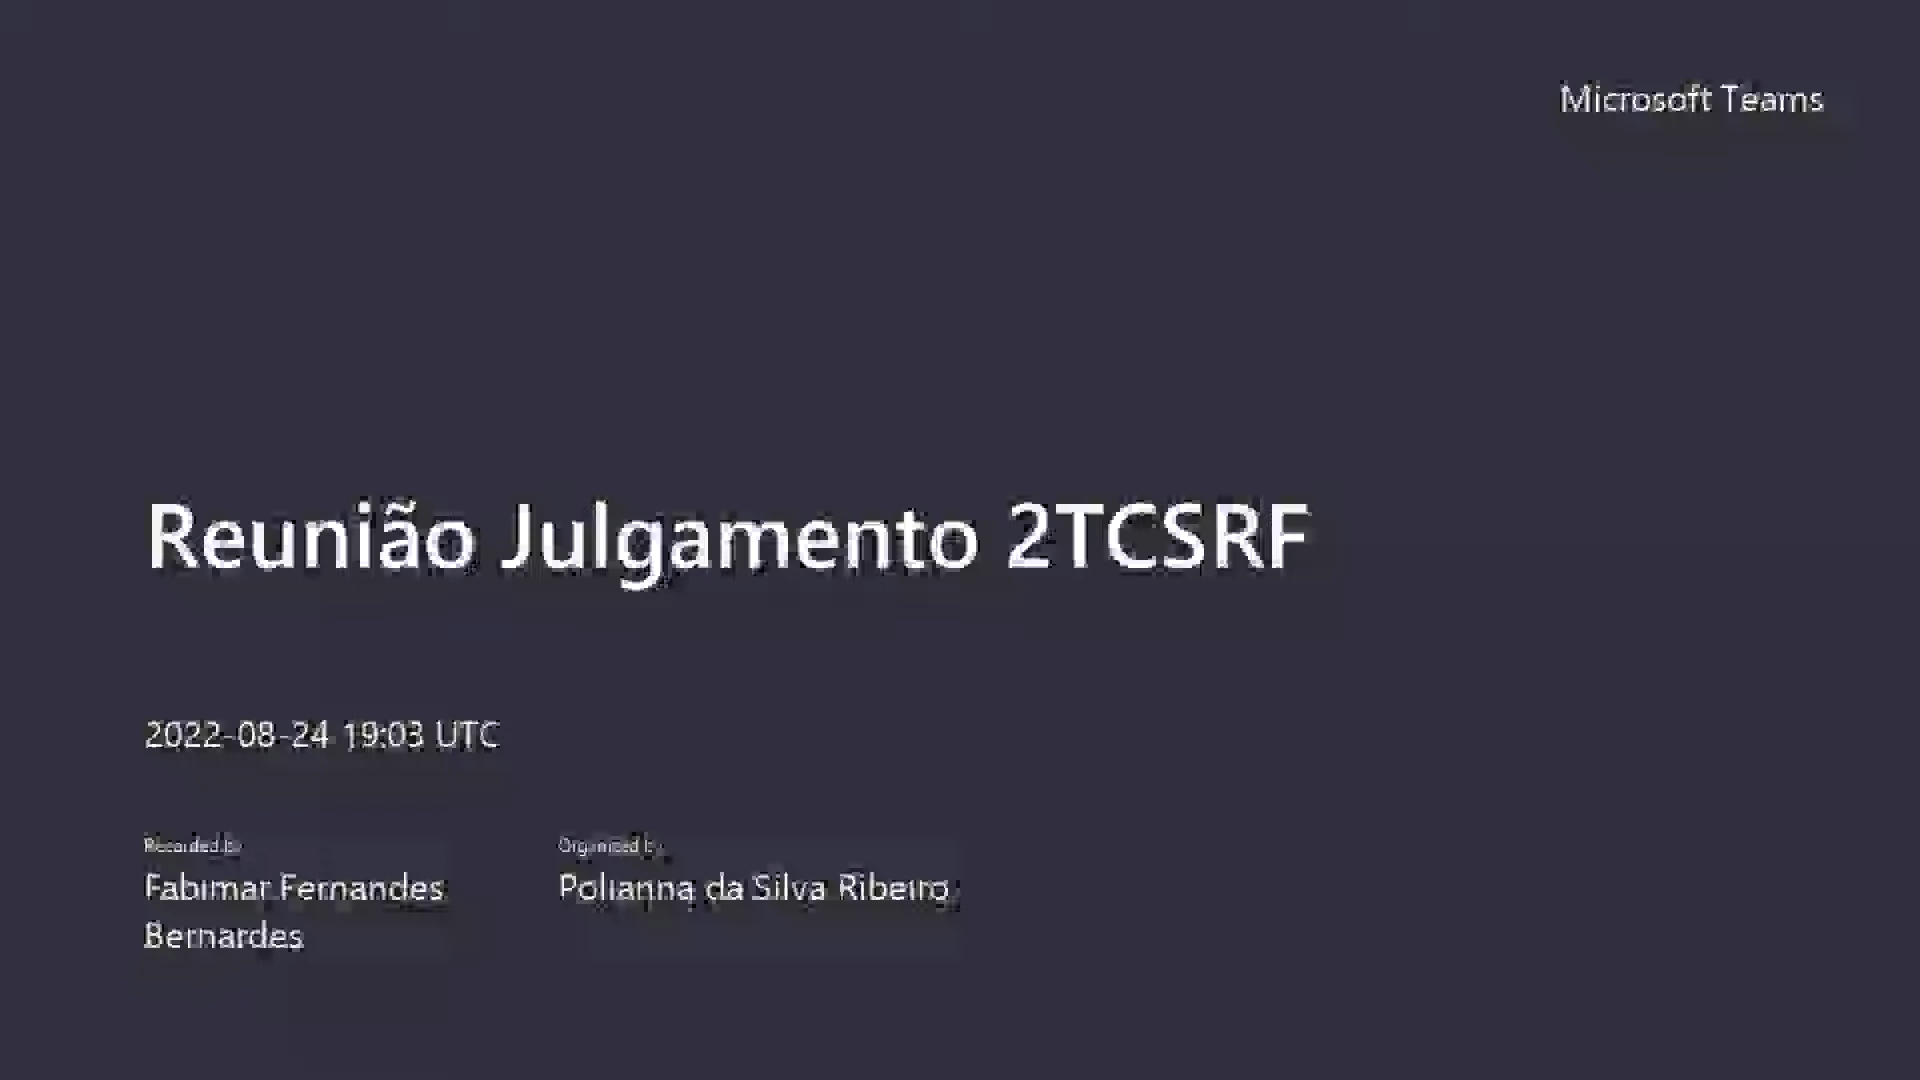 Microsoft Teams
Reunião Julgamento 2TCSRF
2022-08-24 19:03 UTC
Recorded by
Organized by
Fabimar Fernandes
Polianna da Silva Ribeiro
Bernardes